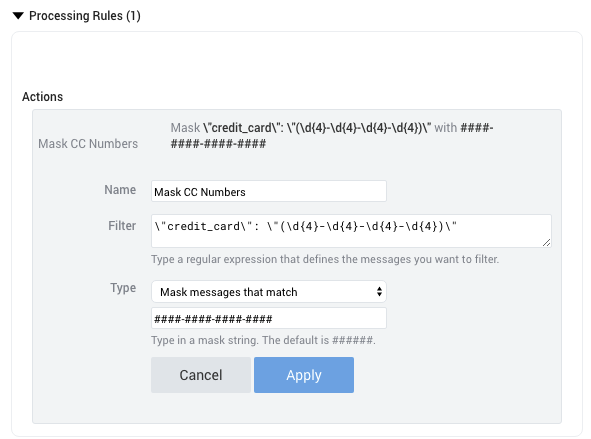 Processing Rules (1)
Actions
Mask CC Numbers
Mask \"credit_card\": \"(\d{4}-\d{4}-\d{4}-\d{4})\" with ####-
####-####-####
Name
Mask CC Numbers
Filter
\"credit_card\": \"(\d{4}-\d{4}-\d{4}-\d{4})\"
Type a regular expression that defines the messages you want to filter.
Type
Mask messages that match
####-####-####-####
Type in a mask string. The default is ######.
Cancel
Apply